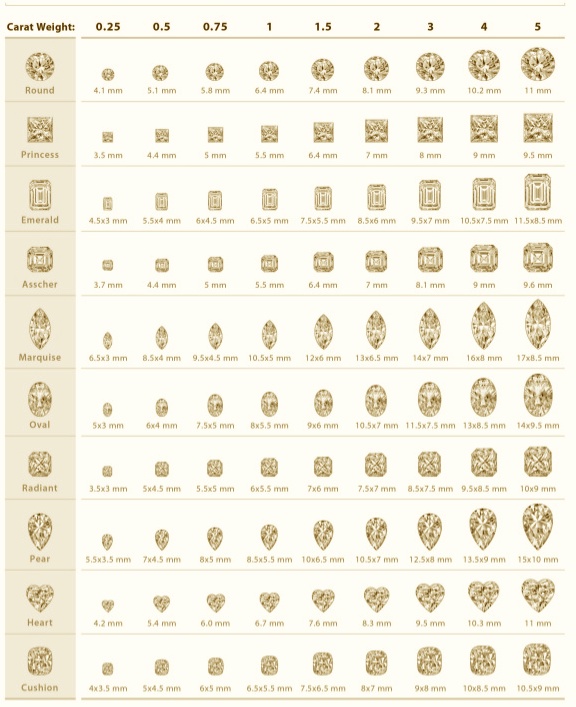 Carat Weight: 0.25 0.5 0.75 1 1.5 2 3 4 5
Round 4.1 mm 5.1 mm 5.8 mm 6.4 mm 7.4 mm 8.1 mm 9.3 mm 10.2 mm 11 mm
Princess 3.5 mm 4.4 mm 5 mm 5.5 mm 6.4 mm 7 mm 8 mm 9 mm 9.5 mm
Emerald 4.5x3 mm 5.5x4 mm 6x4.5 mm 6.5x5 mm 7.5x5.5 mm 8.5x6 mm 9.5x7 mm 10.5x7.5 mm 11.5x8.5 mm
Asscher 3.7 mm 4.4 mm 5 mm 5.5 mm 6.4 mm 7 mm 8.1 mm 9 mm 9.6 mm
Marquise 6.5x3 mm 8.5x4 mm 9.5x4.5 mm 10.5x5 mm 12x6 mm 13x6.5 mm 14x7 mm 16x8 mm 17x8.5 mm
Oval 5x3 mm 6x4 mm 7.5x5 mm 8x5.5 mm 9x6 mm 10.5x7 mm 11.5x7.5 mm 13x8.5 mm 14x9.5 mm
Radiant 3.5x3 mm 5x4.5 mm 5.5x5 mm 6x5.5 mm 7x6 mm 7.5x7 mm 8.5x7.5 mm 9.5x8.5 mm 10x9 mm
Pear 5.5x3.5 mm 7x4.5 mm 8x5 mm 8.5x5.5 mm 10x6.5 mm 10.5x7 mm 12.5x8 mm 13.5x9 mm 15x10 mm
Heart 4.2 mm 5.4 mm 6.0 mm 6.7 mm 7.6 mm 8.3 mm 9.5 mm 10.3 mm 11 mm
Cushion 4x3.5 mm 5x4.5 mm 6x5 mm 6.5x5.5 mm 7.5x6.5 mm 8x7 mm 9x8 mm 10x8.5 mm 10.5x9 mm